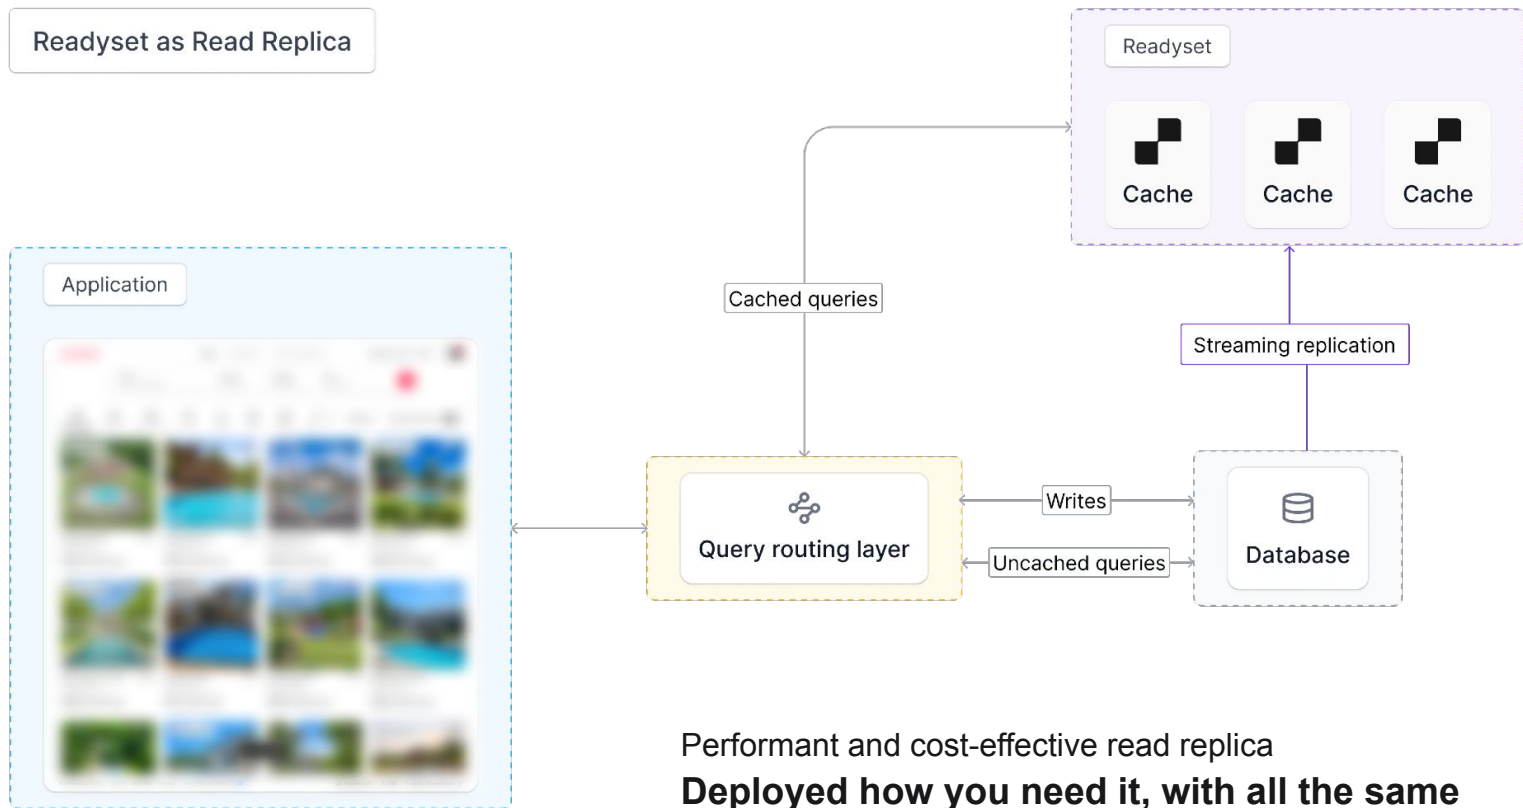 Readyset as Read Replica
Readyset
Cache
Cache
Cache
Cached queries
Streaming replication
Application
Query routing layer
Writes
Uncached queries
Database
Performant and cost-effective read replica
Deployed how you need it, with all the same